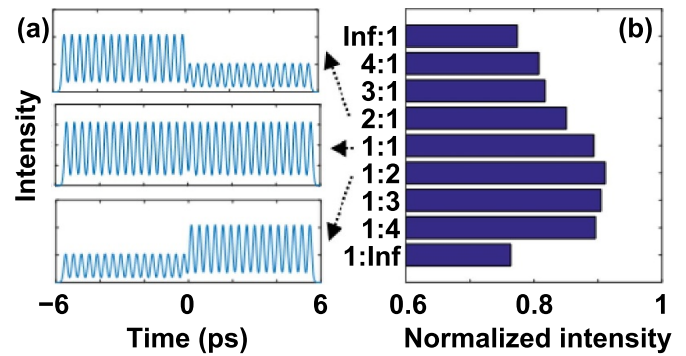 (a)
Intensity
−6 0 6
Time (ps)
(b)
Inf:1
4:1
3:1
2:1
1:1
1:2
1:3
1:4
1:Inf
0.6 0.8 1
Normalized intensity